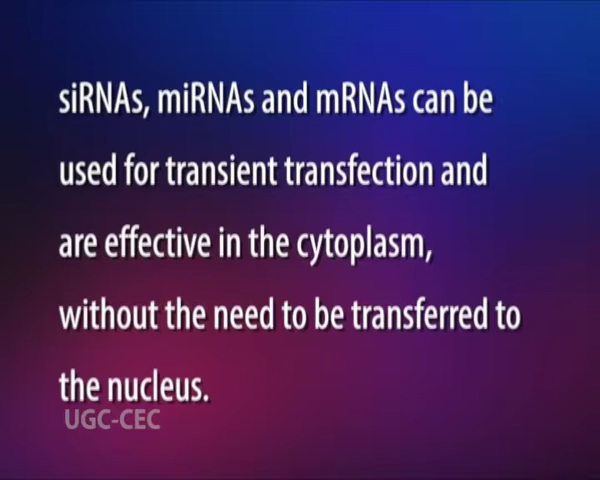 siRNAs, miRNAs and mRNAs can be
used for transient transfection and
are effective in the cytoplasm,
without the need to be transferred to
the nucleus.
UGC-CEC